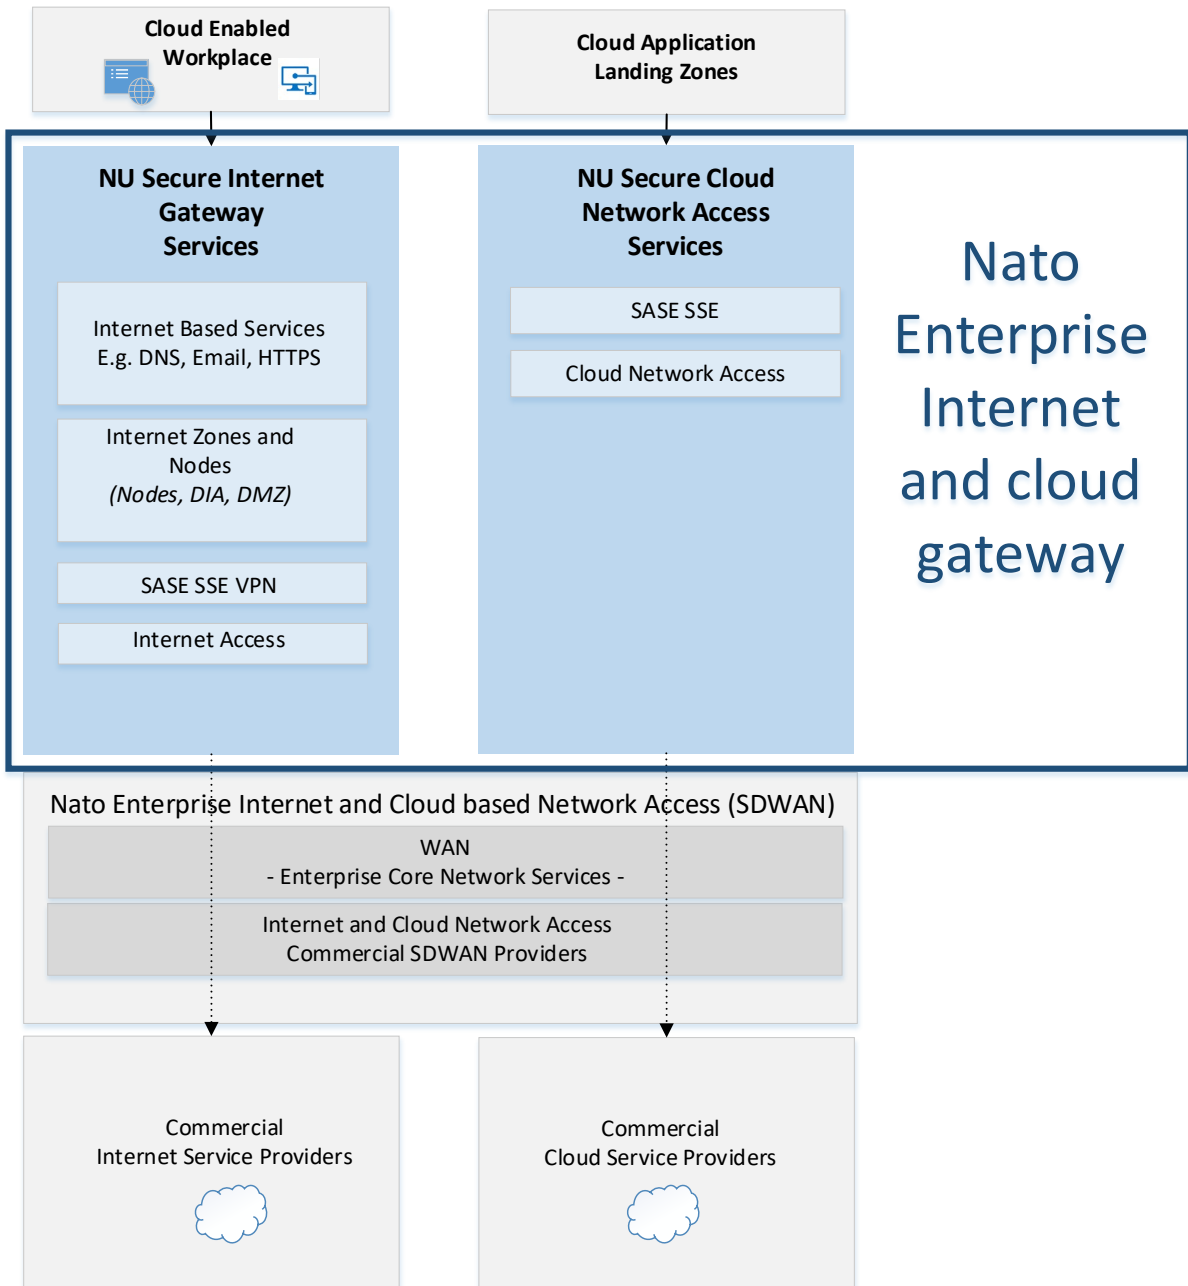 Cloud Enabled
Workplace
Cloud Application
Landing Zones
NU Secure Internet
Gateway
Services
Internet Based Services
E.g. DNS, Email, HTTPS
Internet Zones and
Nodes
(Nodes, DIA, DMZ)
SASE SSE VPN
Internet Access
NU Secure Cloud
Network Access
Services
SASE SSE
Cloud Network Access
Nato
Enterprise
Internet
and cloud
gateway
Nato Enterprise Internet and Cloud based Network Access (SDWAN)
WAN
- Enterprise Core Network Services -
Internet and Cloud Network Access
Commercial SDWAN Providers
Commercial
Internet Service Providers
Commercial
Cloud Service Providers